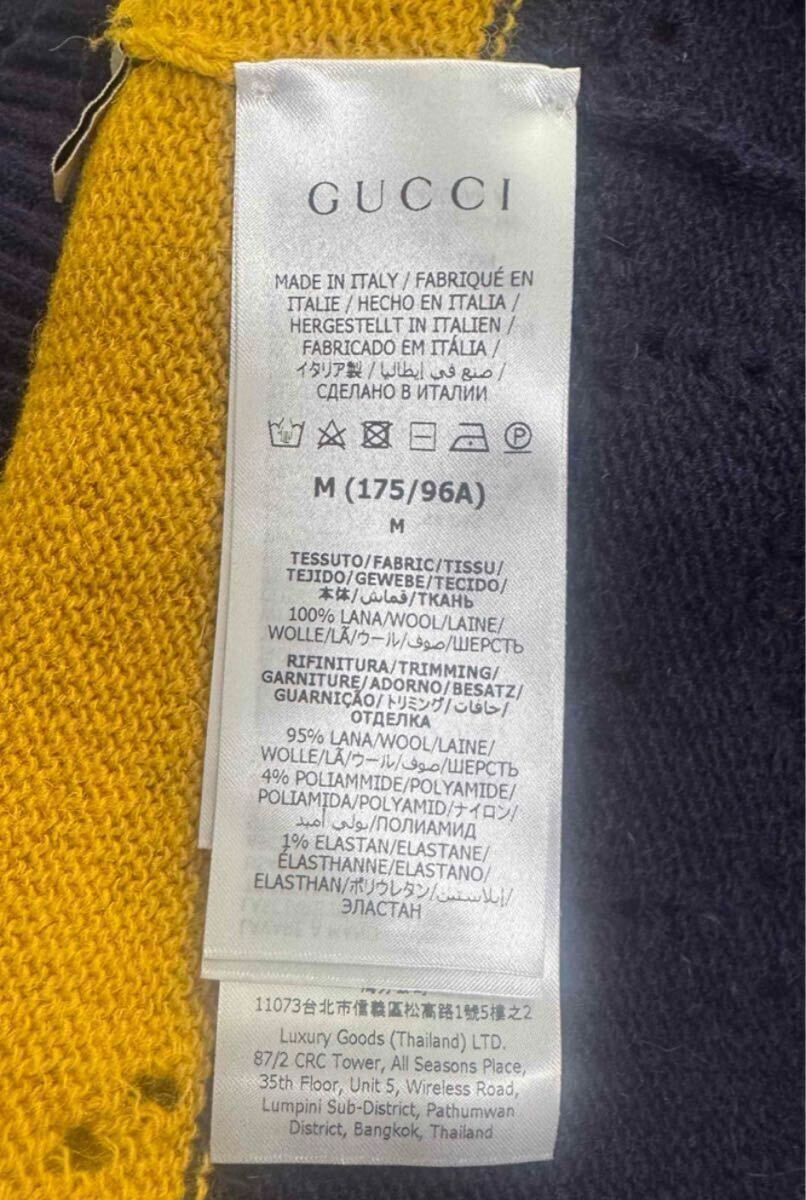 GUCCI
MADE IN ITALY / FABRIQUÉ EN
ITALIE / HECHO EN ITALIA /
HERGESTELLT IN ITALIEN /
FABRICADO EM ITÁLIA /
イタリア製 / صنع في إيطاليا /
СДЕЛАНО В ИТАЛИИ
P
M (175/96A)
M
TESSUTO/FABRIC/TISSU/
TEJIDO/GEWEBE/TECIDO/
本体/قماش/ТКАНЬ
100% LANA/WOOL/LAINE/
WOLLE/LÃ/ウール/صوف/ШЕРСТЬ
RIFINITURA/TRIMMING/
GARNITURE/ADORNO/BESATZ/
GUARNIÇÃO/トリミング/حافات/
ОТДЕЛКА
95% LANA/WOOL/LAINE/
WOLLE/LÃ/ウール/صوف/ШЕРСТЬ
4% POLIAMMIDE/POLYAMIDE/
POLIAMIDA/POLYAMID/ナイロン/
بولي أميد/ПОЛИАМИД
1% ELASTAN/ELASTANE/
ÉLASTHANNE/ELASTANO/
ELASTHAN/ポリウレタン/إيلاستين/
ЭЛАСТАН
11073台北市信義區松高路1號5樓之2
Luxury Goods (Thailand) LTD.
87/2 CRC Tower, All Seasons Place,
35th Floor, Unit 5, Wireless Road,
Lumpini Sub-District, Pathumwan
District, Bangkok, Thailand